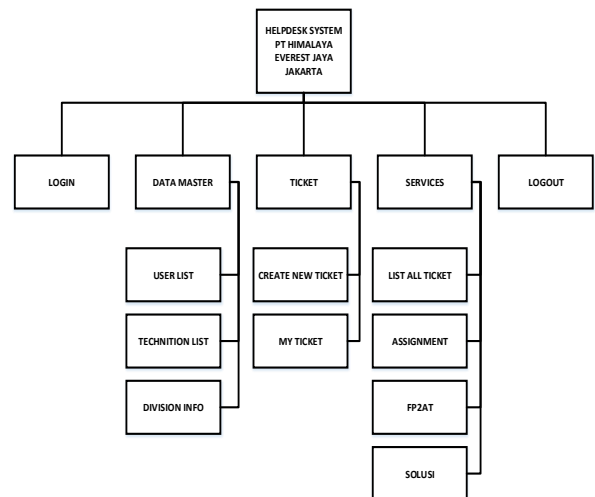 HELPDESK SYSTEM
PT HIMALAYA
EVEREST JAYA
JAKARTA
LOGIN
DATA MASTER
TICKET
SERVICES
LOGOUT
USER LIST
CREATE NEW TICKET
LIST ALL TICKET
TECHNITION LIST
MY TICKET
ASSIGNMENT
DIVISION INFO
FP2AT
SOLUSI